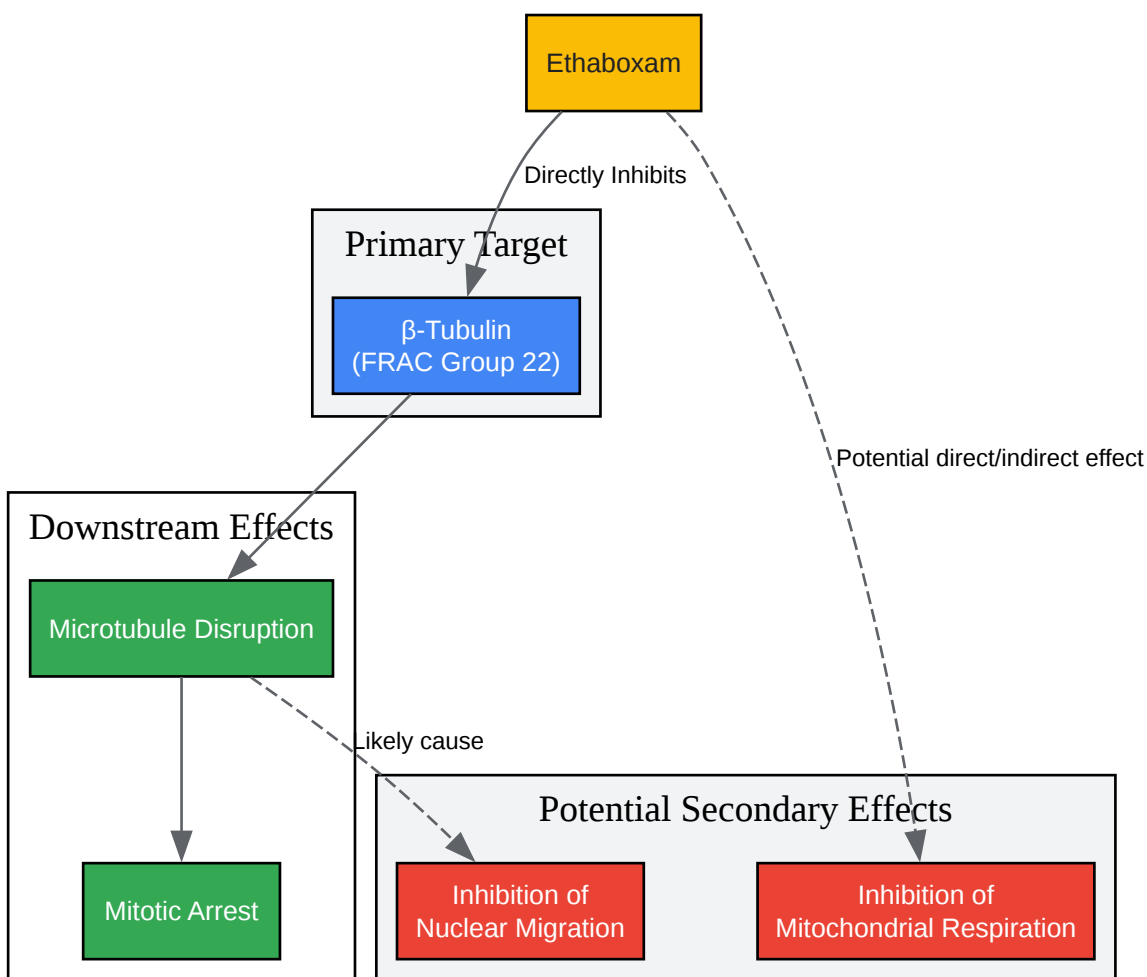 Ethaboxam
Directly Inhibits
Primary Target
β-Tubulin
(FRAC Group 22)
Potential direct/indirect effect
Downstream Effects
Microtubule Disruption
Likely cause
Potential Secondary Effects
Mitotic Arrest
Inhibition of
Nuclear Migration
Inhibition of
Mitochondrial Respiration